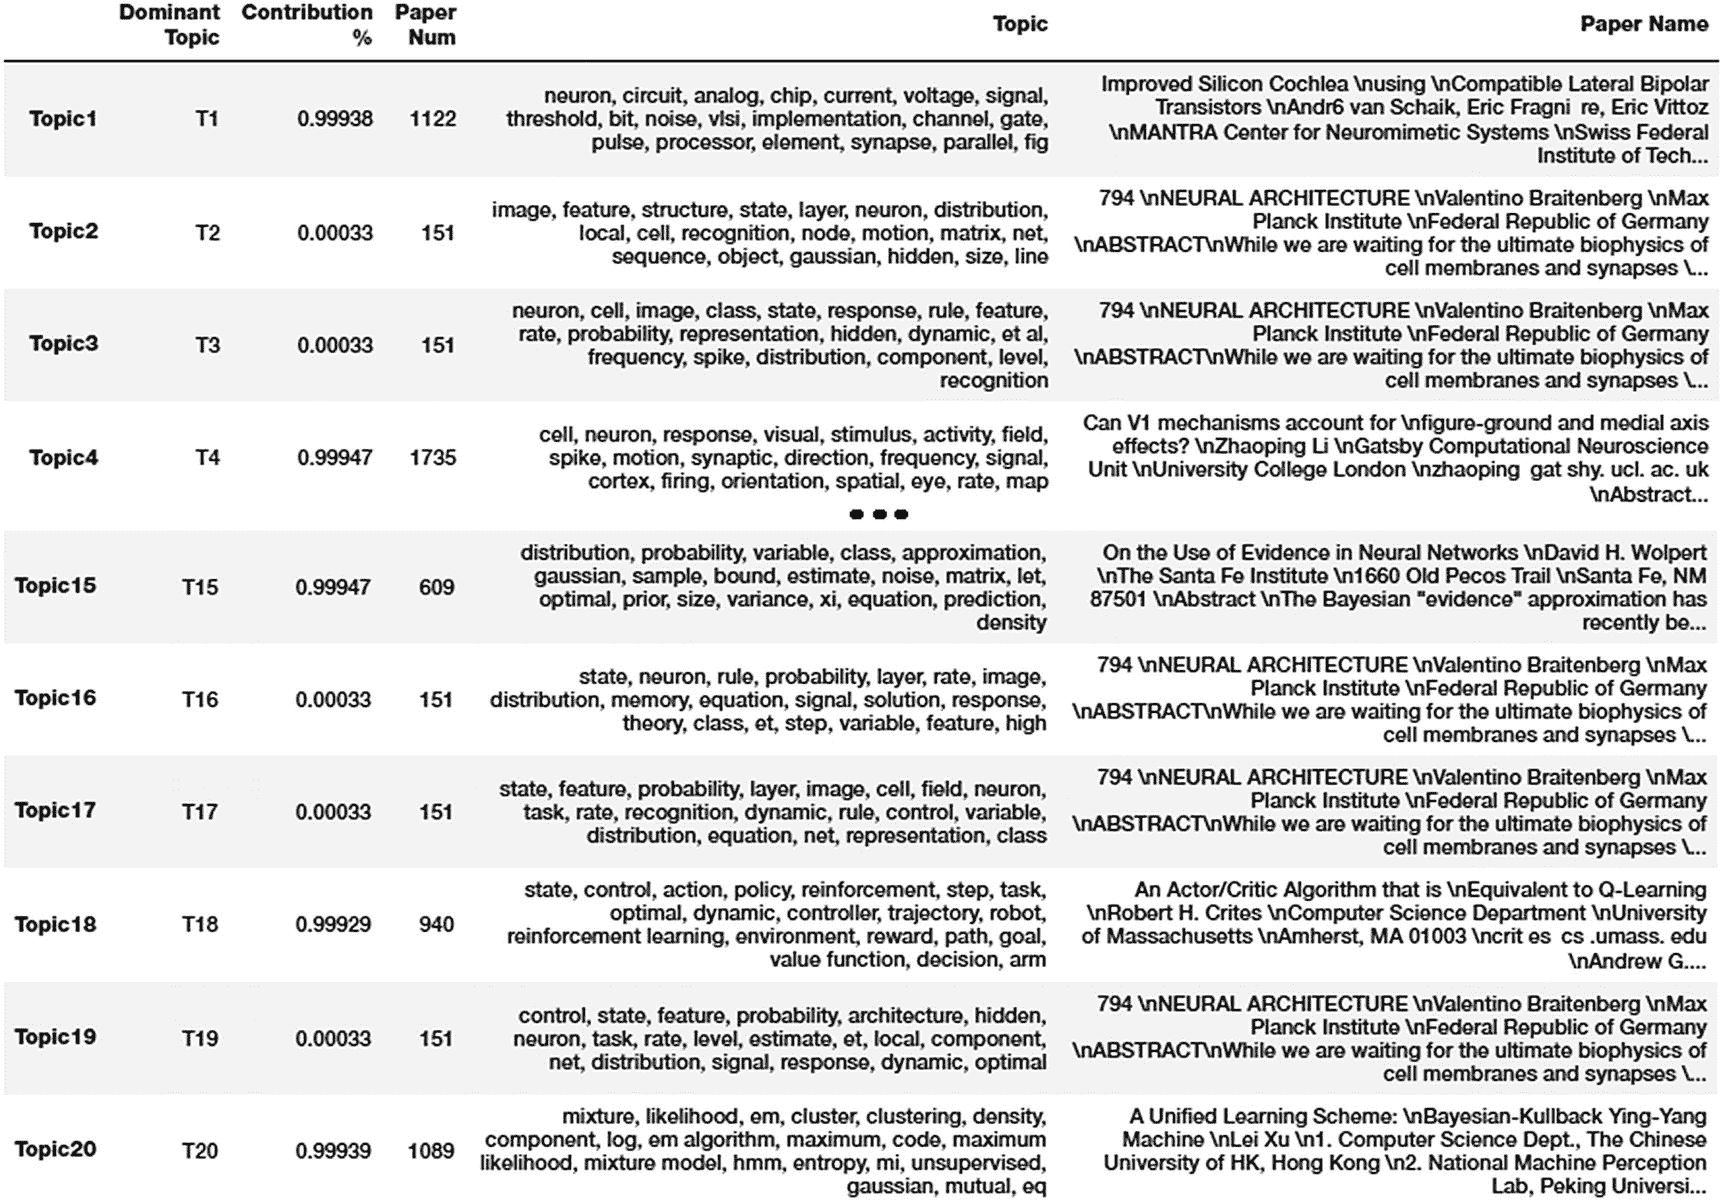 Dominant Topic Contribution % Paper Num Topic Paper Name
Topic1 T1 0.99938 1122
neuron, circuit, analog, chip, current, voltage, signal,
threshold, bit, noise, vlsi, implementation, channel, gate,
pulse, processor, element, synapse, parallel, fig
Improved Silicon Cochlea \nusing \nCompatible Lateral Bipolar
Transistors \nAndr6 van Schaik, Eric Fragni re, Eric Vittoz
\nMANTRA Center for Neuromimetic Systems \nSwiss Federal
Institute of Tech...
Topic2 T2 0.00033 151
image, feature, structure, state, layer, neuron, distribution,
local, cell, recognition, node, motion, matrix, net,
sequence, object, gaussian, hidden, size, line
794 \nNEURAL ARCHITECTURE \nValentino Braitenberg \nMax
Planck Institute \nFederal Republic of Germany
\nABSTRACT\nWhile we are waiting for the ultimate biophysics of
cell membranes and synapses \...
Topic3 T3 0.00033 151
neuron, cell, image, class, state, response, rule, feature,
rate, probability, representation, hidden, dynamic, et al,
frequency, spike, distribution, component, level,
recognition
794 \nNEURAL ARCHITECTURE \nValentino Braitenberg \nMax
Planck Institute \nFederal Republic of Germany
\nABSTRACT\nWhile we are waiting for the ultimate biophysics of
cell membranes and synapses \...
Topic4 T4 0.99947 1735
cell, neuron, response, visual, stimulus, activity, field,
spike, motion, synaptic, direction, frequency, signal,
cortex, firing, orientation, spatial, eye, rate, map
Can V1 mechanisms account for \nfigure-ground and medial axis
effects? \nZhaoping Li \nGatsby Computational Neuroscience
Unit \nUniversity College London \nzhaoping gat shy. ucl. ac. uk
\nAbstract...
...
Topic15 T15 0.99947 609
distribution, probability, variable, class, approximation,
gaussian, sample, bound, estimate, noise, matrix, let,
optimal, prior, size, variance, xi, equation, prediction,
density
On the Use of Evidence in Neural Networks \nDavid H. Wolpert
\nThe Santa Fe Institute \n1660 Old Pecos Trail \nSanta Fe, NM
87501 \nAbstract \nThe Bayesian "evidence" approximation has
recently be...
Topic16 T16 0.00033 151
state, neuron, rule, probability, layer, rate, image,
distribution, memory, equation, signal, solution, response,
theory, class, et, step, variable, feature, high
794 \nNEURAL ARCHITECTURE \nValentino Braitenberg \nMax
Planck Institute \nFederal Republic of Germany
\nABSTRACT\nWhile we are waiting for the ultimate biophysics of
cell membranes and synapses \...
Topic17 T17 0.00033 151
state, feature, probability, layer, image, cell, field, neuron,
task, rate, recognition, dynamic, rule, control, variable,
distribution, equation, net, representation, class
794 \nNEURAL ARCHITECTURE \nValentino Braitenberg \nMax
Planck Institute \nFederal Republic of Germany
\nABSTRACT\nWhile we are waiting for the ultimate biophysics of
cell membranes and synapses \...
Topic18 T18 0.99929 940
state, control, action, policy, reinforcement, step, task,
optimal, dynamic, controller, trajectory, robot,
reinforcement learning, environment, reward, path, goal,
value function, decision, arm
An Actor/Critic Algorithm that is \nEquivalent to Q-Learning
\nRobert H. Crites \nComputer Science Department \nUniversity
of Massachusetts \nAmherst, MA 01003 \ncrit es cs .umass. edu
\nAndrew G....
Topic19 T19 0.00033 151
control, state, feature, probability, architecture, hidden,
neuron, task, rate, level, estimate, et, local, component,
net, distribution, signal, response, dynamic, optimal
794 \nNEURAL ARCHITECTURE \nValentino Braitenberg \nMax
Planck Institute \nFederal Republic of Germany
\nABSTRACT\nWhile we are waiting for the ultimate biophysics of
cell membranes and synapses \...
Topic20 T20 0.99939 1089
mixture, likelihood, em, cluster, clustering, density,
component, log, em algorithm, maximum, code, maximum
likelihood, mixture model, hmm, entropy, mi, unsupervised,
gaussian, mutual, eq
A Unified Learning Scheme: \nBayesian-Kullback Ying-Yang
Machine \nLei Xu \n1. Computer Science Dept., The Chinese
University of HK, Hong Kong \n2. National Machine Perception
Lab, Peking Universi...